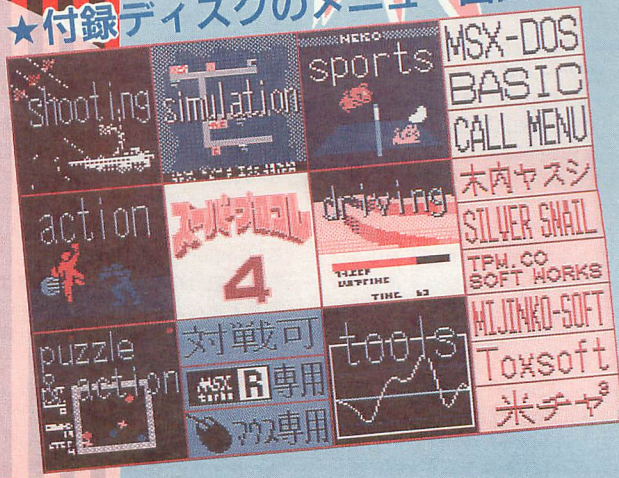 ★付録ディスクのメニュー
shooting
simulation
NEKO
sports
MSX-DOS
BASIC
CALL MENU
action
スーパープロコレ
4
driving
TIME
木内ヤスシ
SILVER SNAIL
TPM.CO
SOFT WORKS
MIJINKO-SOFT
Toxsoft
米チャ³
puzzle
&action
対戦可
MSX turbo R専用
マウス専用
tools